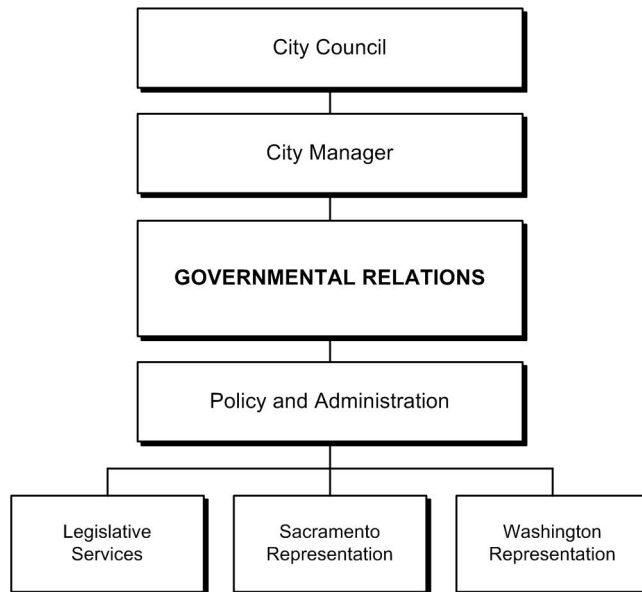 City Council
City Manager
GOVERNMENTAL RELATIONS
Policy and Administration
Legislative
Services
Sacramento
Representation
Washington
Representation